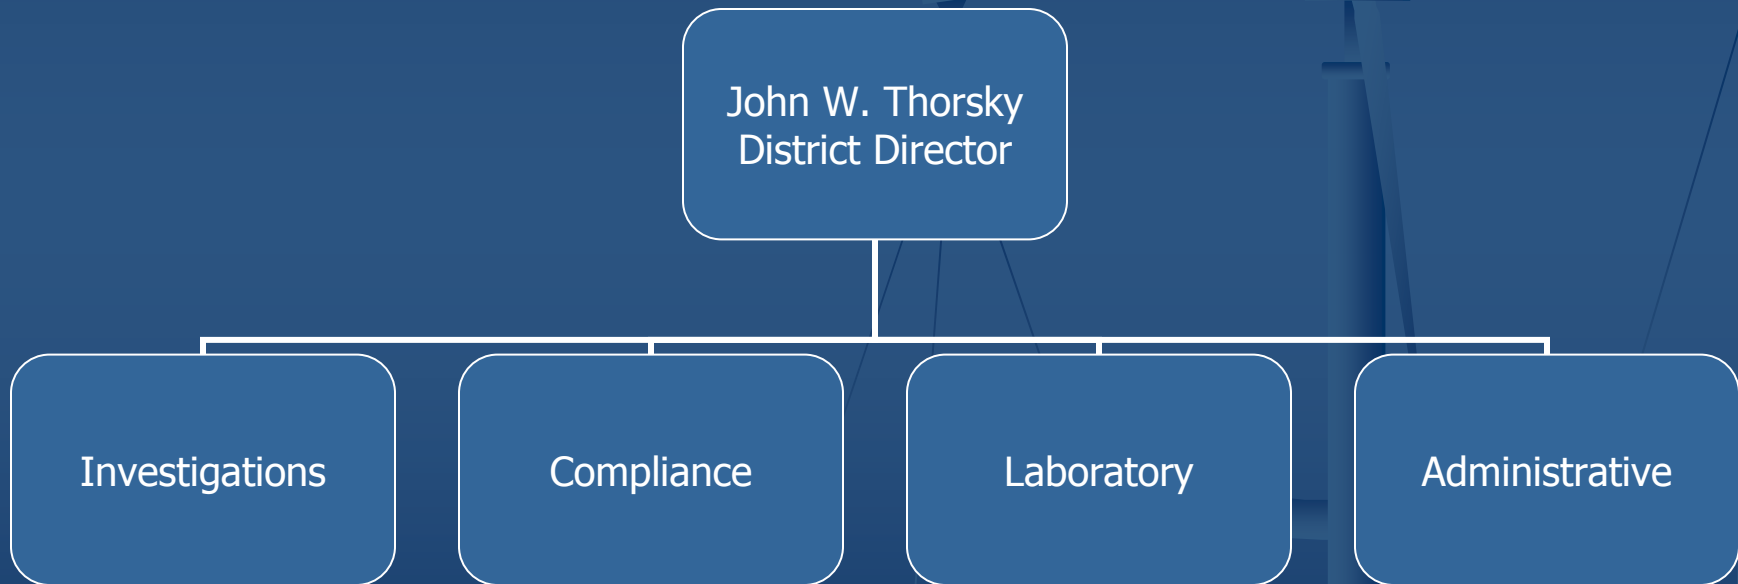 John W. Thorsky
District Director
Investigations
Compliance
Laboratory
Administrative